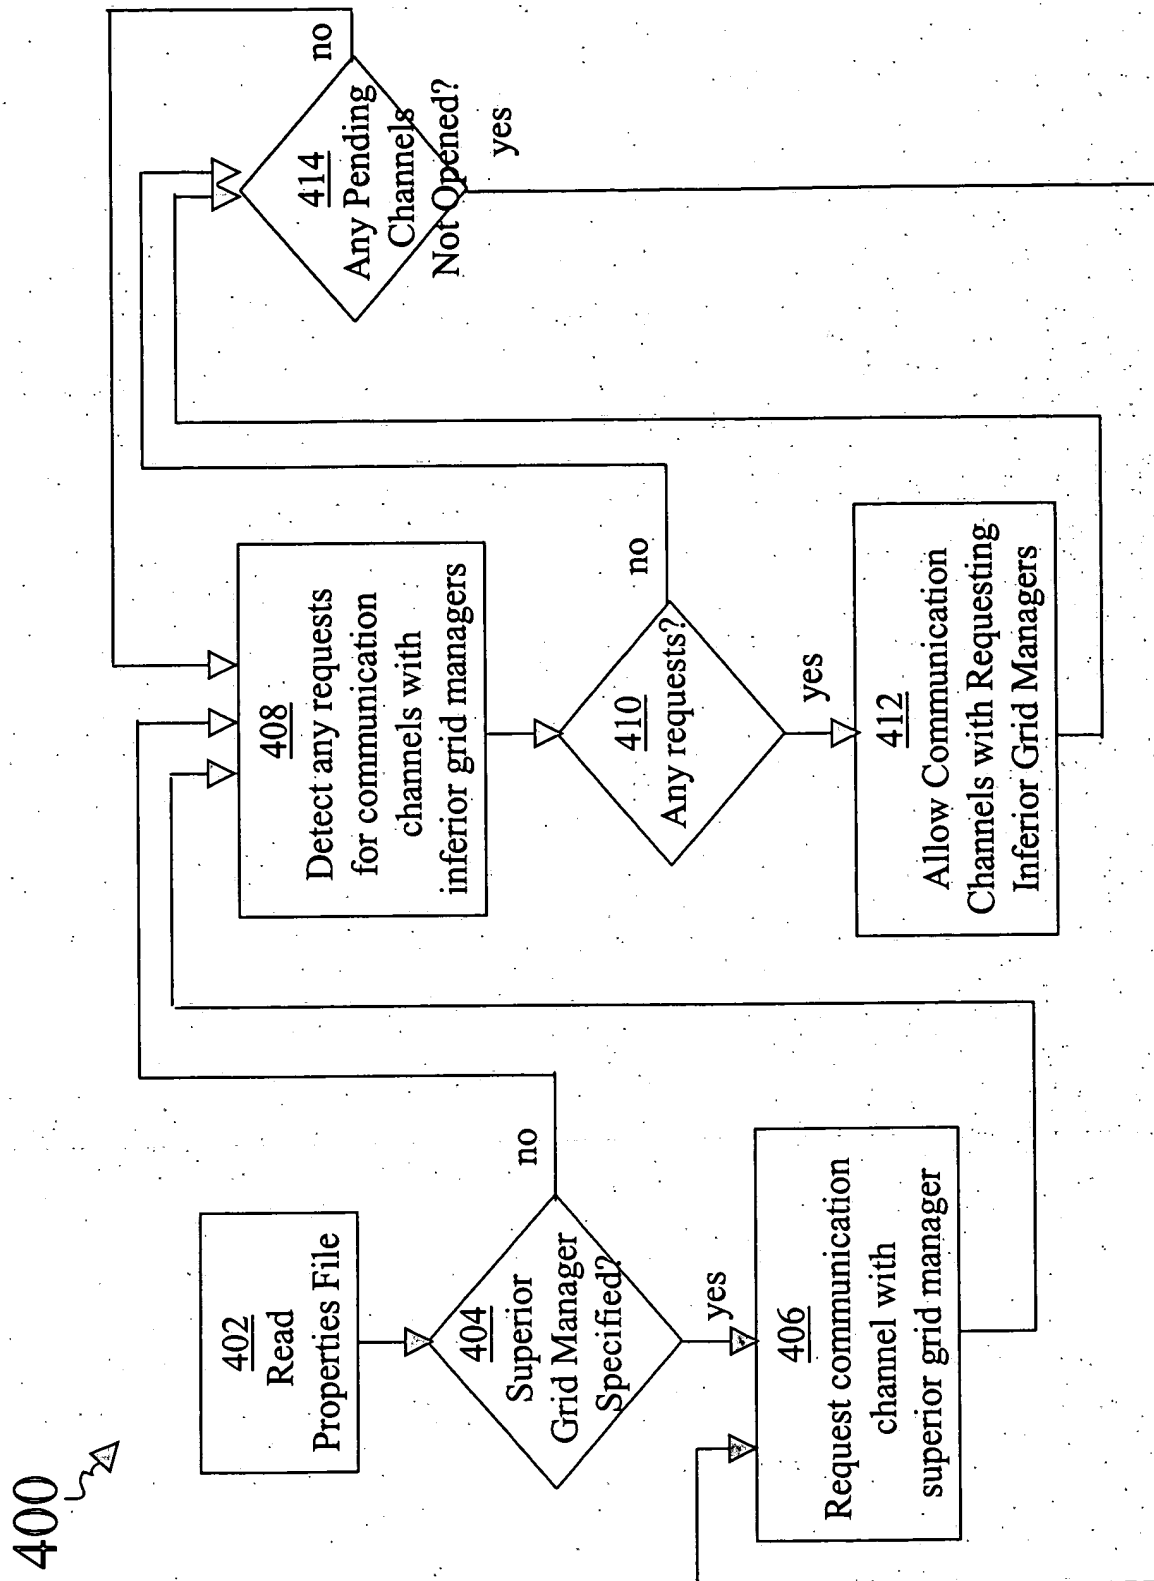 400
402
Read
Properties File
404
Superior
Grid Manager
Specified?
no
yes
406
Request communication
channel with
superior grid manager
408
Detect any requests
for communication
channels with
inferior grid managers
410
Any requests?
no
yes
412
Allow Communication
Channels with Requesting
Inferior Grid Managers
414
Any Pending
Channels
Not Opened?
no
yes